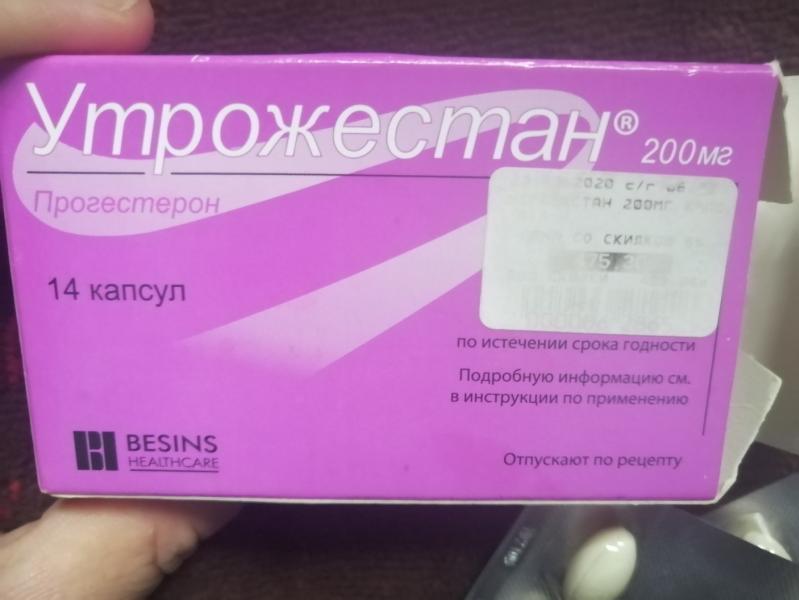 Утрожестан® 200мг
Прогестерон
2020 с/г
200МГ
СО СКИДКОЙ
14 капсул
по истечении срока годности
Подробную информацию см.
в инструкции по применению
BESINS
HEALTHCARE
Отпускают по рецепту